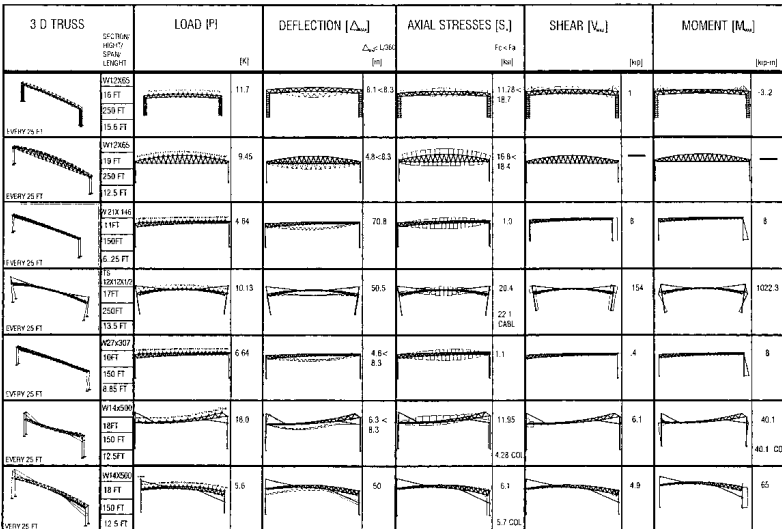 3 D TRUSS
SECTION/
HIGHT/
SPAN/
LENGHT
LOAD [P]
[K]
DEFLECTION [Δmax]
Δmax< L/360
[in]
AXIAL STRESSES [S,]
Fc<Fa
[ksi]
SHEAR [Vmax]
[kip]
MOMENT [Mmax]
[kip-in]
W12X65
16 FT
250 FT
15.6 FT
EVERY 25 FT
11.7
8.1<8.3
11.78<
18.7
1
-3.2
W12X65
19 FT
250 FT
12.5 FT
EVERY 25 FT
9.45
4.8<8.3
16.8<
18.4
—
—
W21X 146
11FT
150FT
6.25 FT
EVERY 25 FT
4.64
70.8
1.0
8
8
TS
12X12X1/2
17FT
250FT
13.5 FT
EVERY 25 FT
10.13
50.5
20.4
22.1
CABL
154
1022.3
W27x307
10FT
150 FT
8.85 FT
EVERY 25 FT
6.64
4.6<
8.3
1.1
.4
8
W14x500
18FT
150 FT
12.5FT
EVERY 25 FT
6.3 <
8.3
11.95
4.28 COL
6.1
40.1
40.1 CO
W14X500
18 FT
150 FT
12.5 FT
EVERY 25 FT
5.6
50
6.1
5.7 COL
4.9
65